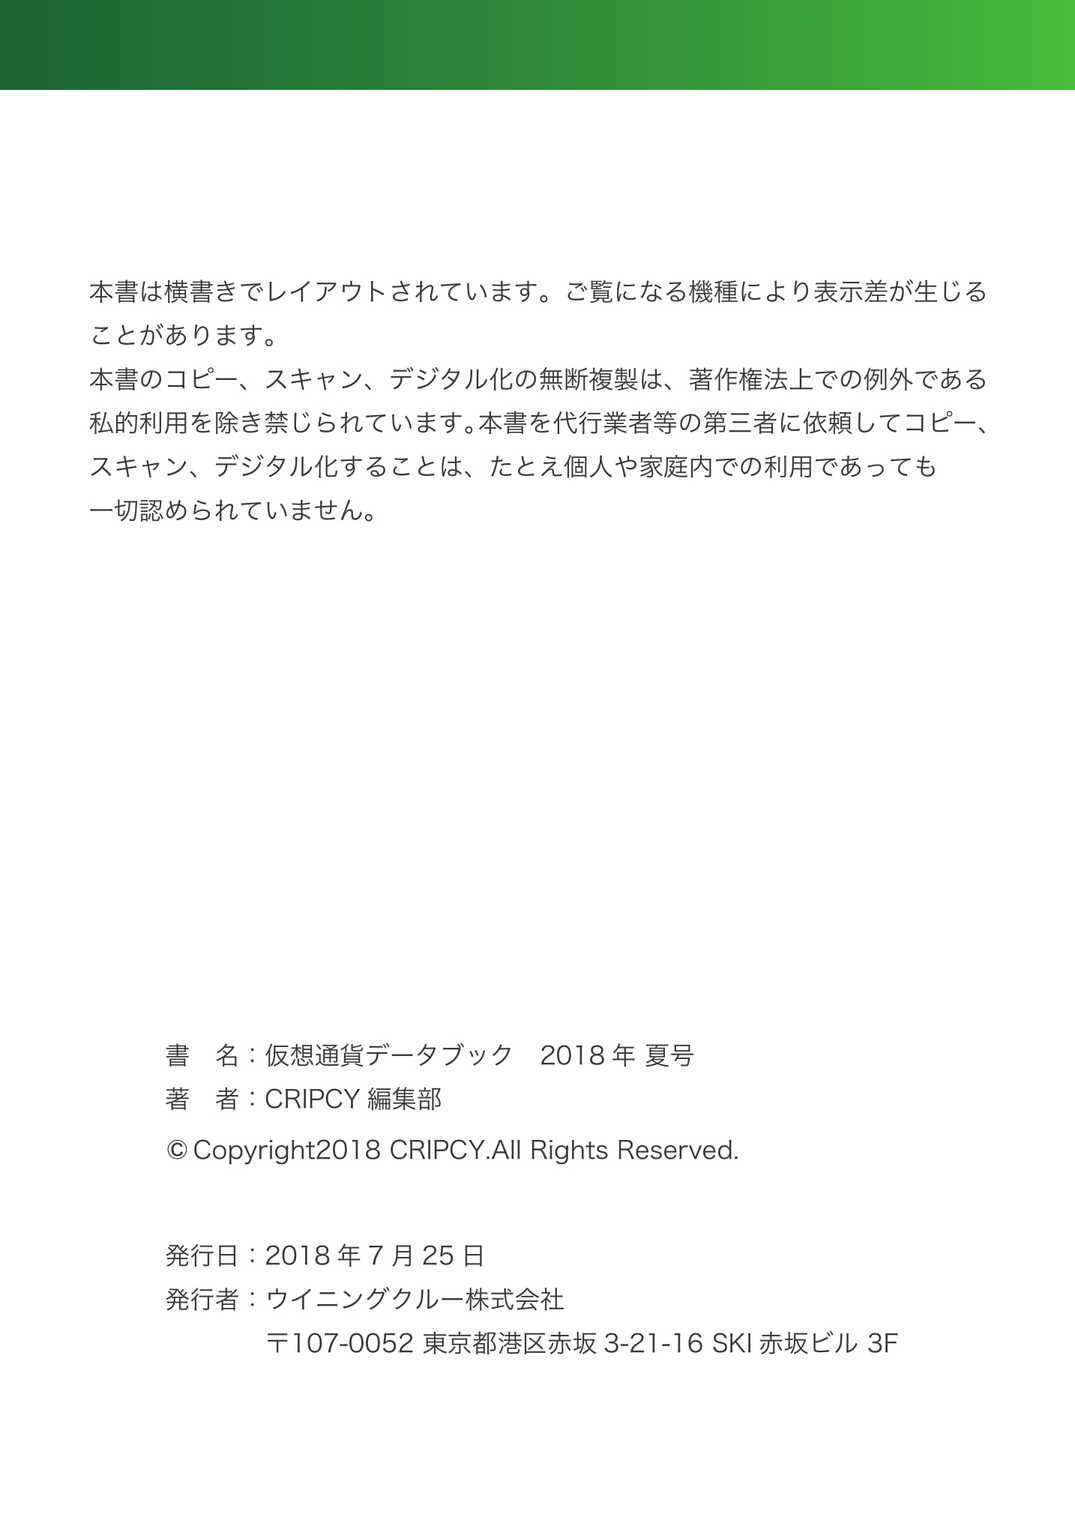 本書は横書きでレイアウトされています。ご覧になる機種により表示差が生じる
ことがあります。
本書のコピー、スキャン、デジタル化の無断複製は、著作権法上での例外である
私的利用を除き禁じられています。本書を代行業者等の第三者に依頼してコピー、
スキャン、デジタル化することは、たとえ個人や家庭内での利用であっても
一切認められていません。
書　名：仮想通貨データブック　2018 年 夏号
著　者：CRIPCY 編集部
© Copyright2018 CRIPCY.All Rights Reserved.
発行日：2018 年 7 月 25 日
発行者：ウイニングクルー株式会社
〒107-0052 東京都港区赤坂 3-21-16 SKI 赤坂ビル 3F